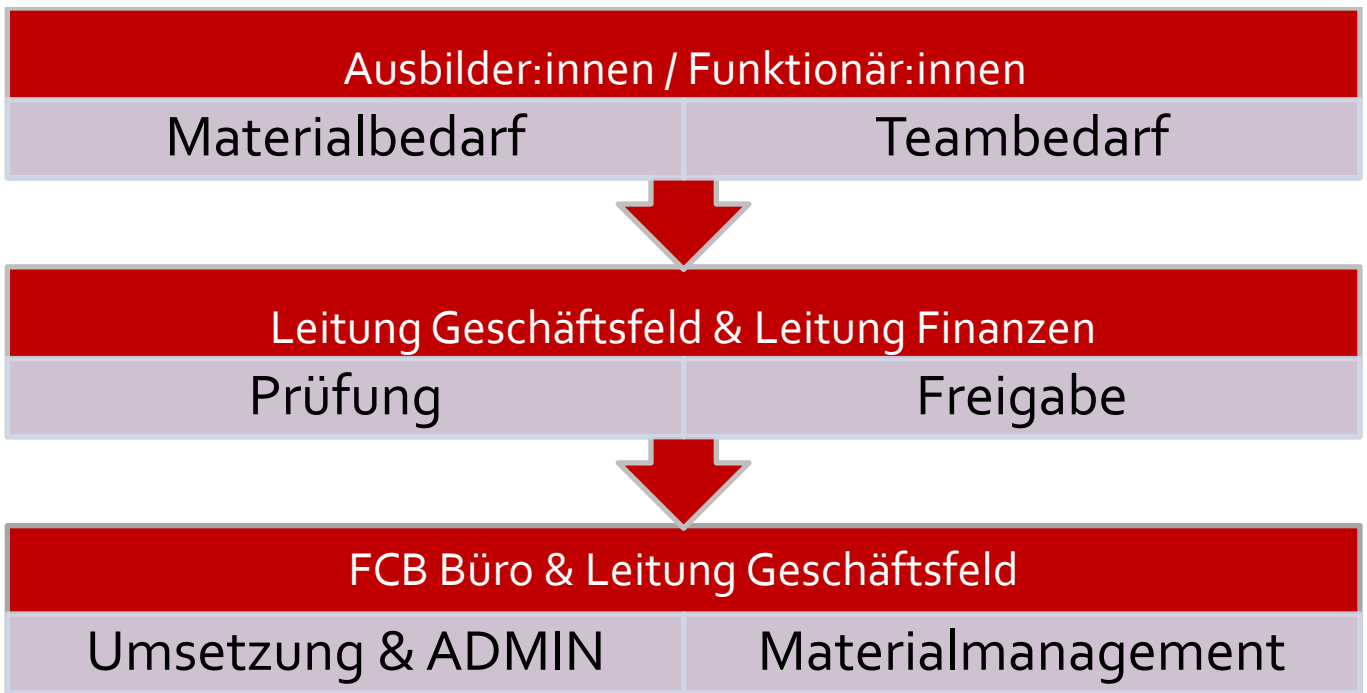 Ausbilder:innen / Funktionär:innen
Materialbedarf
Teambedarf
Leitung Geschäftsfeld & Leitung Finanzen
Prüfung
Freigabe
FCB Büro & Leitung Geschäftsfeld
Umsetzung & ADMIN
Materialmanagement